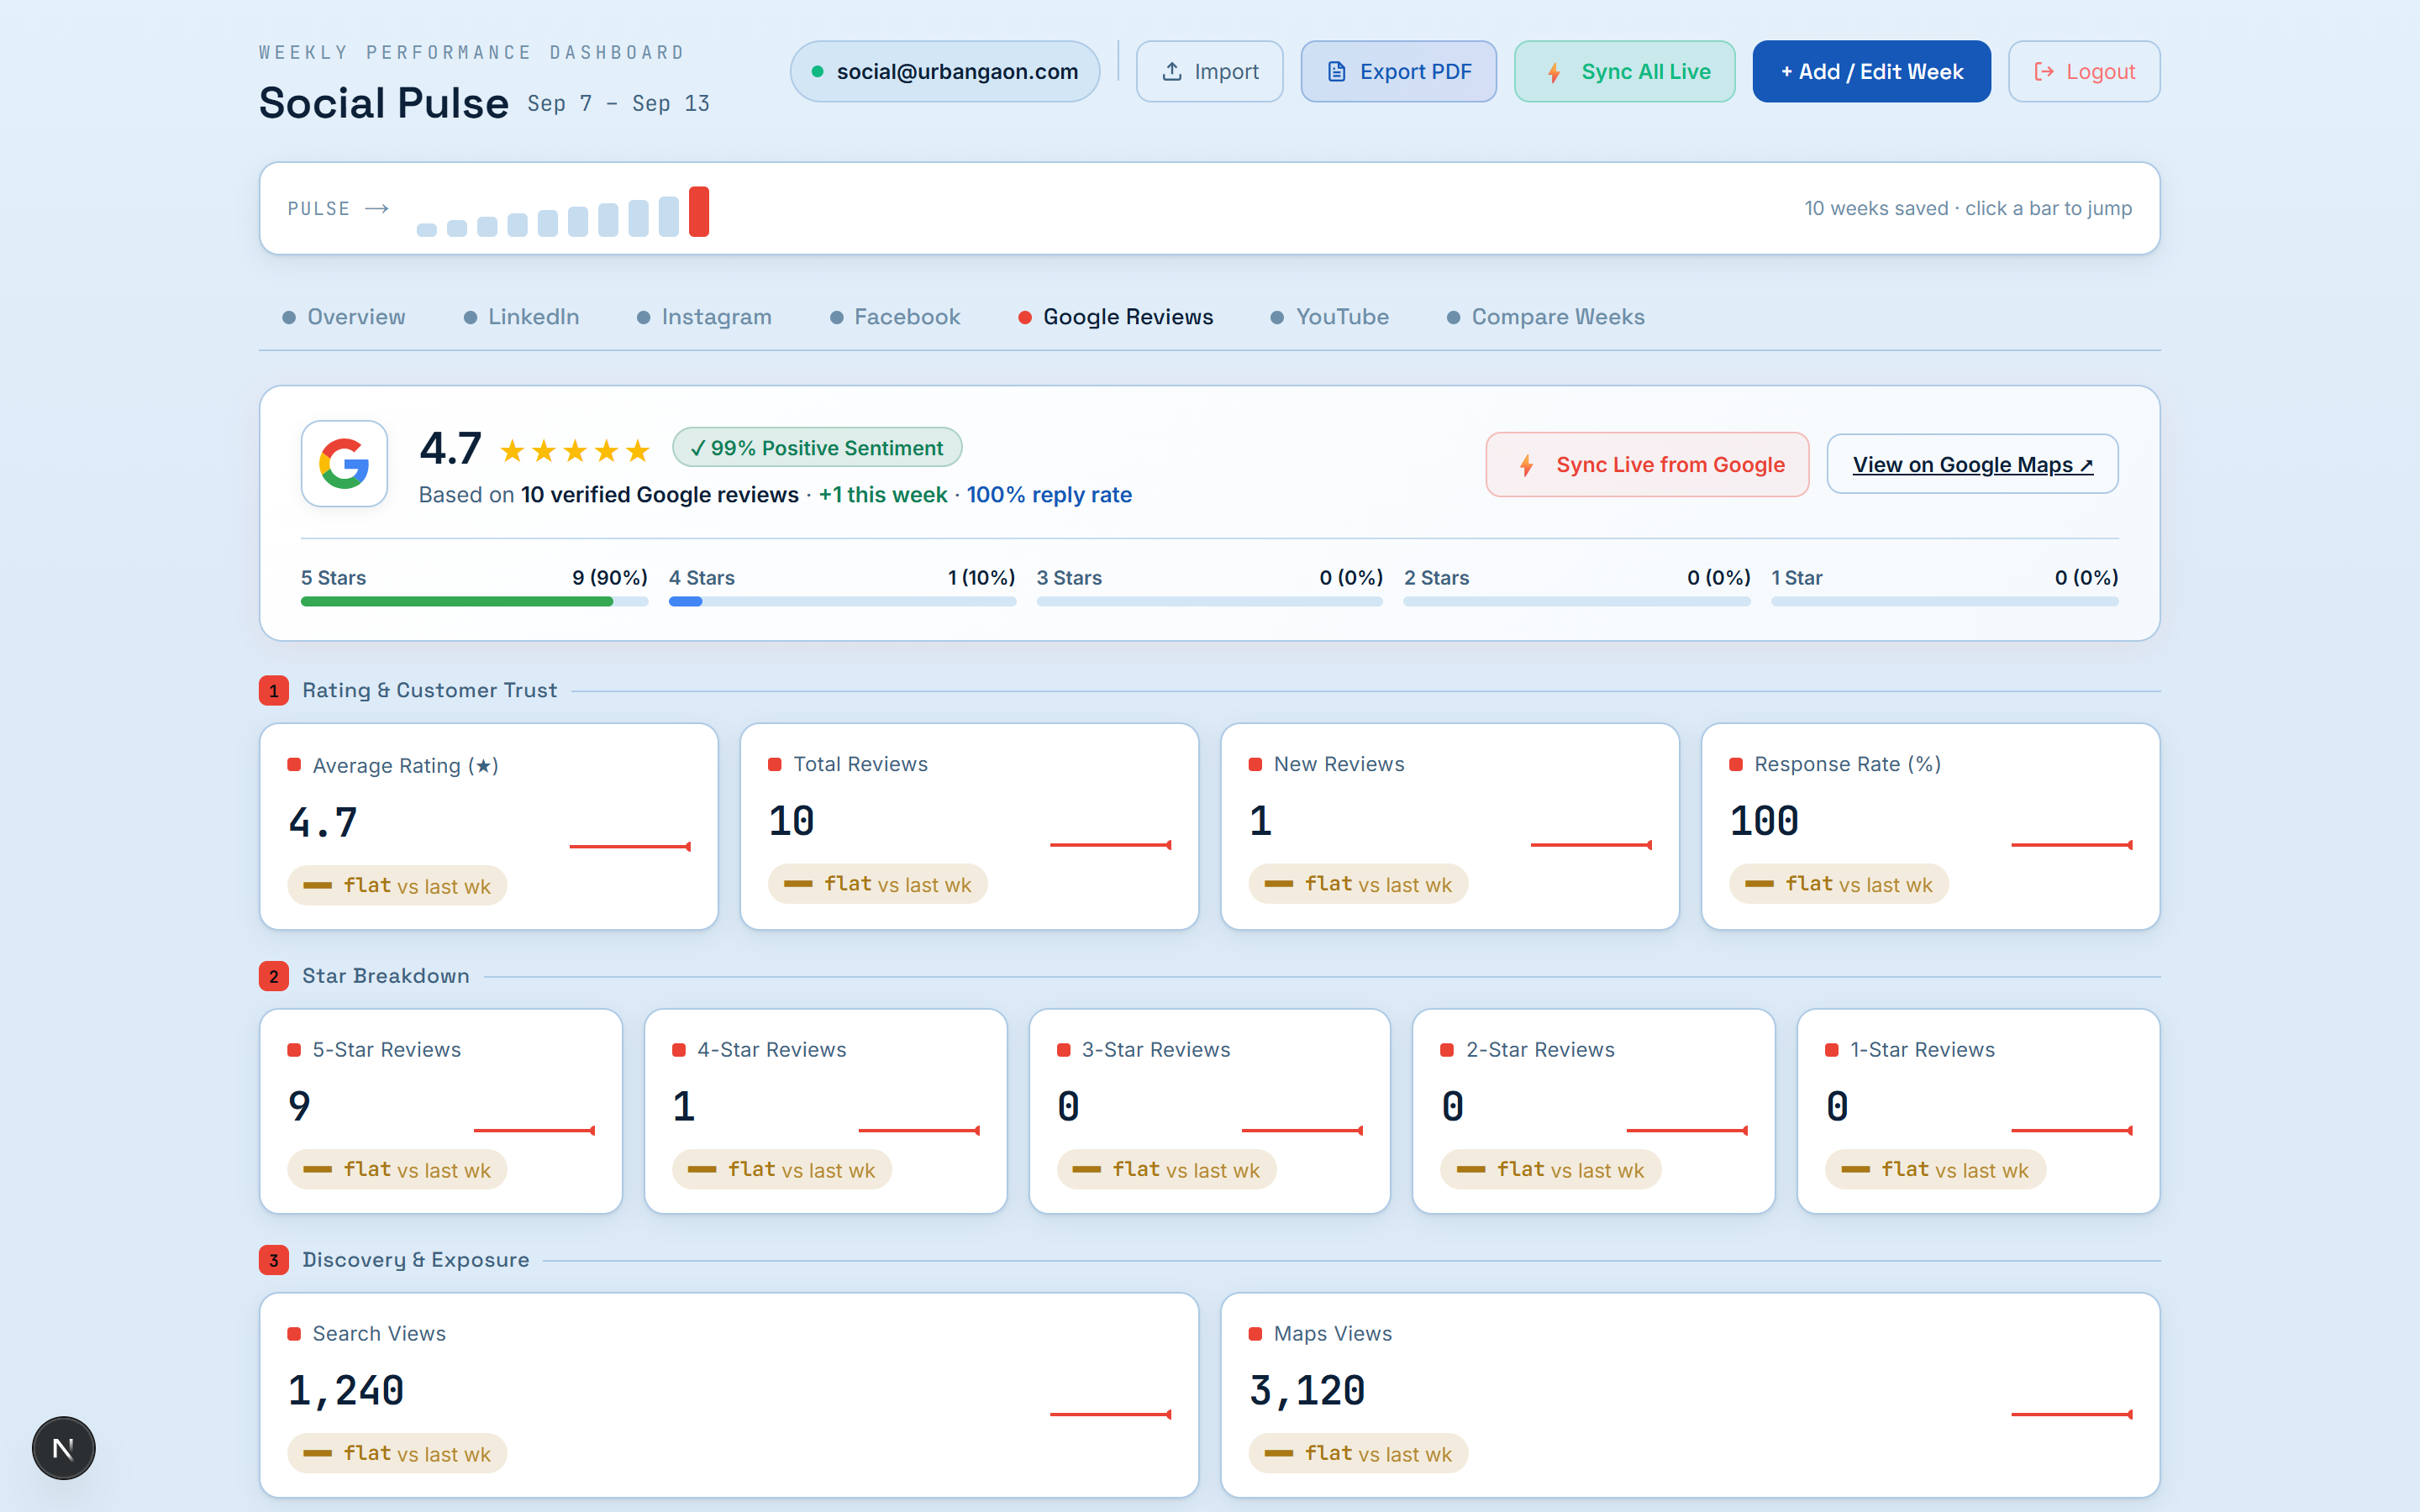 WEEKLY PERFORMANCE DASHBOARD
Social Pulse Sep 7 – Sep 13
social@urbangaon.com
Import
Export PDF
Sync All Live
+ Add / Edit Week
Logout
PULSE →
10 weeks saved · click a bar to jump
Overview
LinkedIn
Instagram
Facebook
Google Reviews
YouTube
Compare Weeks
4.7 ★★★★★ ✓ 99% Positive Sentiment
Based on 10 verified Google reviews · +1 this week · 100% reply rate
Sync Live from Google
View on Google Maps ↗
5 Stars 9 (90%)
4 Stars 1 (10%)
3 Stars 0 (0%)
2 Stars 0 (0%)
1 Star 0 (0%)
1 Rating & Customer Trust
Average Rating (★)
4.7
flat vs last wk
Total Reviews
10
flat vs last wk
New Reviews
1
flat vs last wk
Response Rate (%)
100
flat vs last wk
2 Star Breakdown
5-Star Reviews
9
flat vs last wk
4-Star Reviews
1
flat vs last wk
3-Star Reviews
0
flat vs last wk
2-Star Reviews
0
flat vs last wk
1-Star Reviews
0
flat vs last wk
3 Discovery & Exposure
Search Views
1,240
flat vs last wk
Maps Views
3,120
flat vs last wk
N